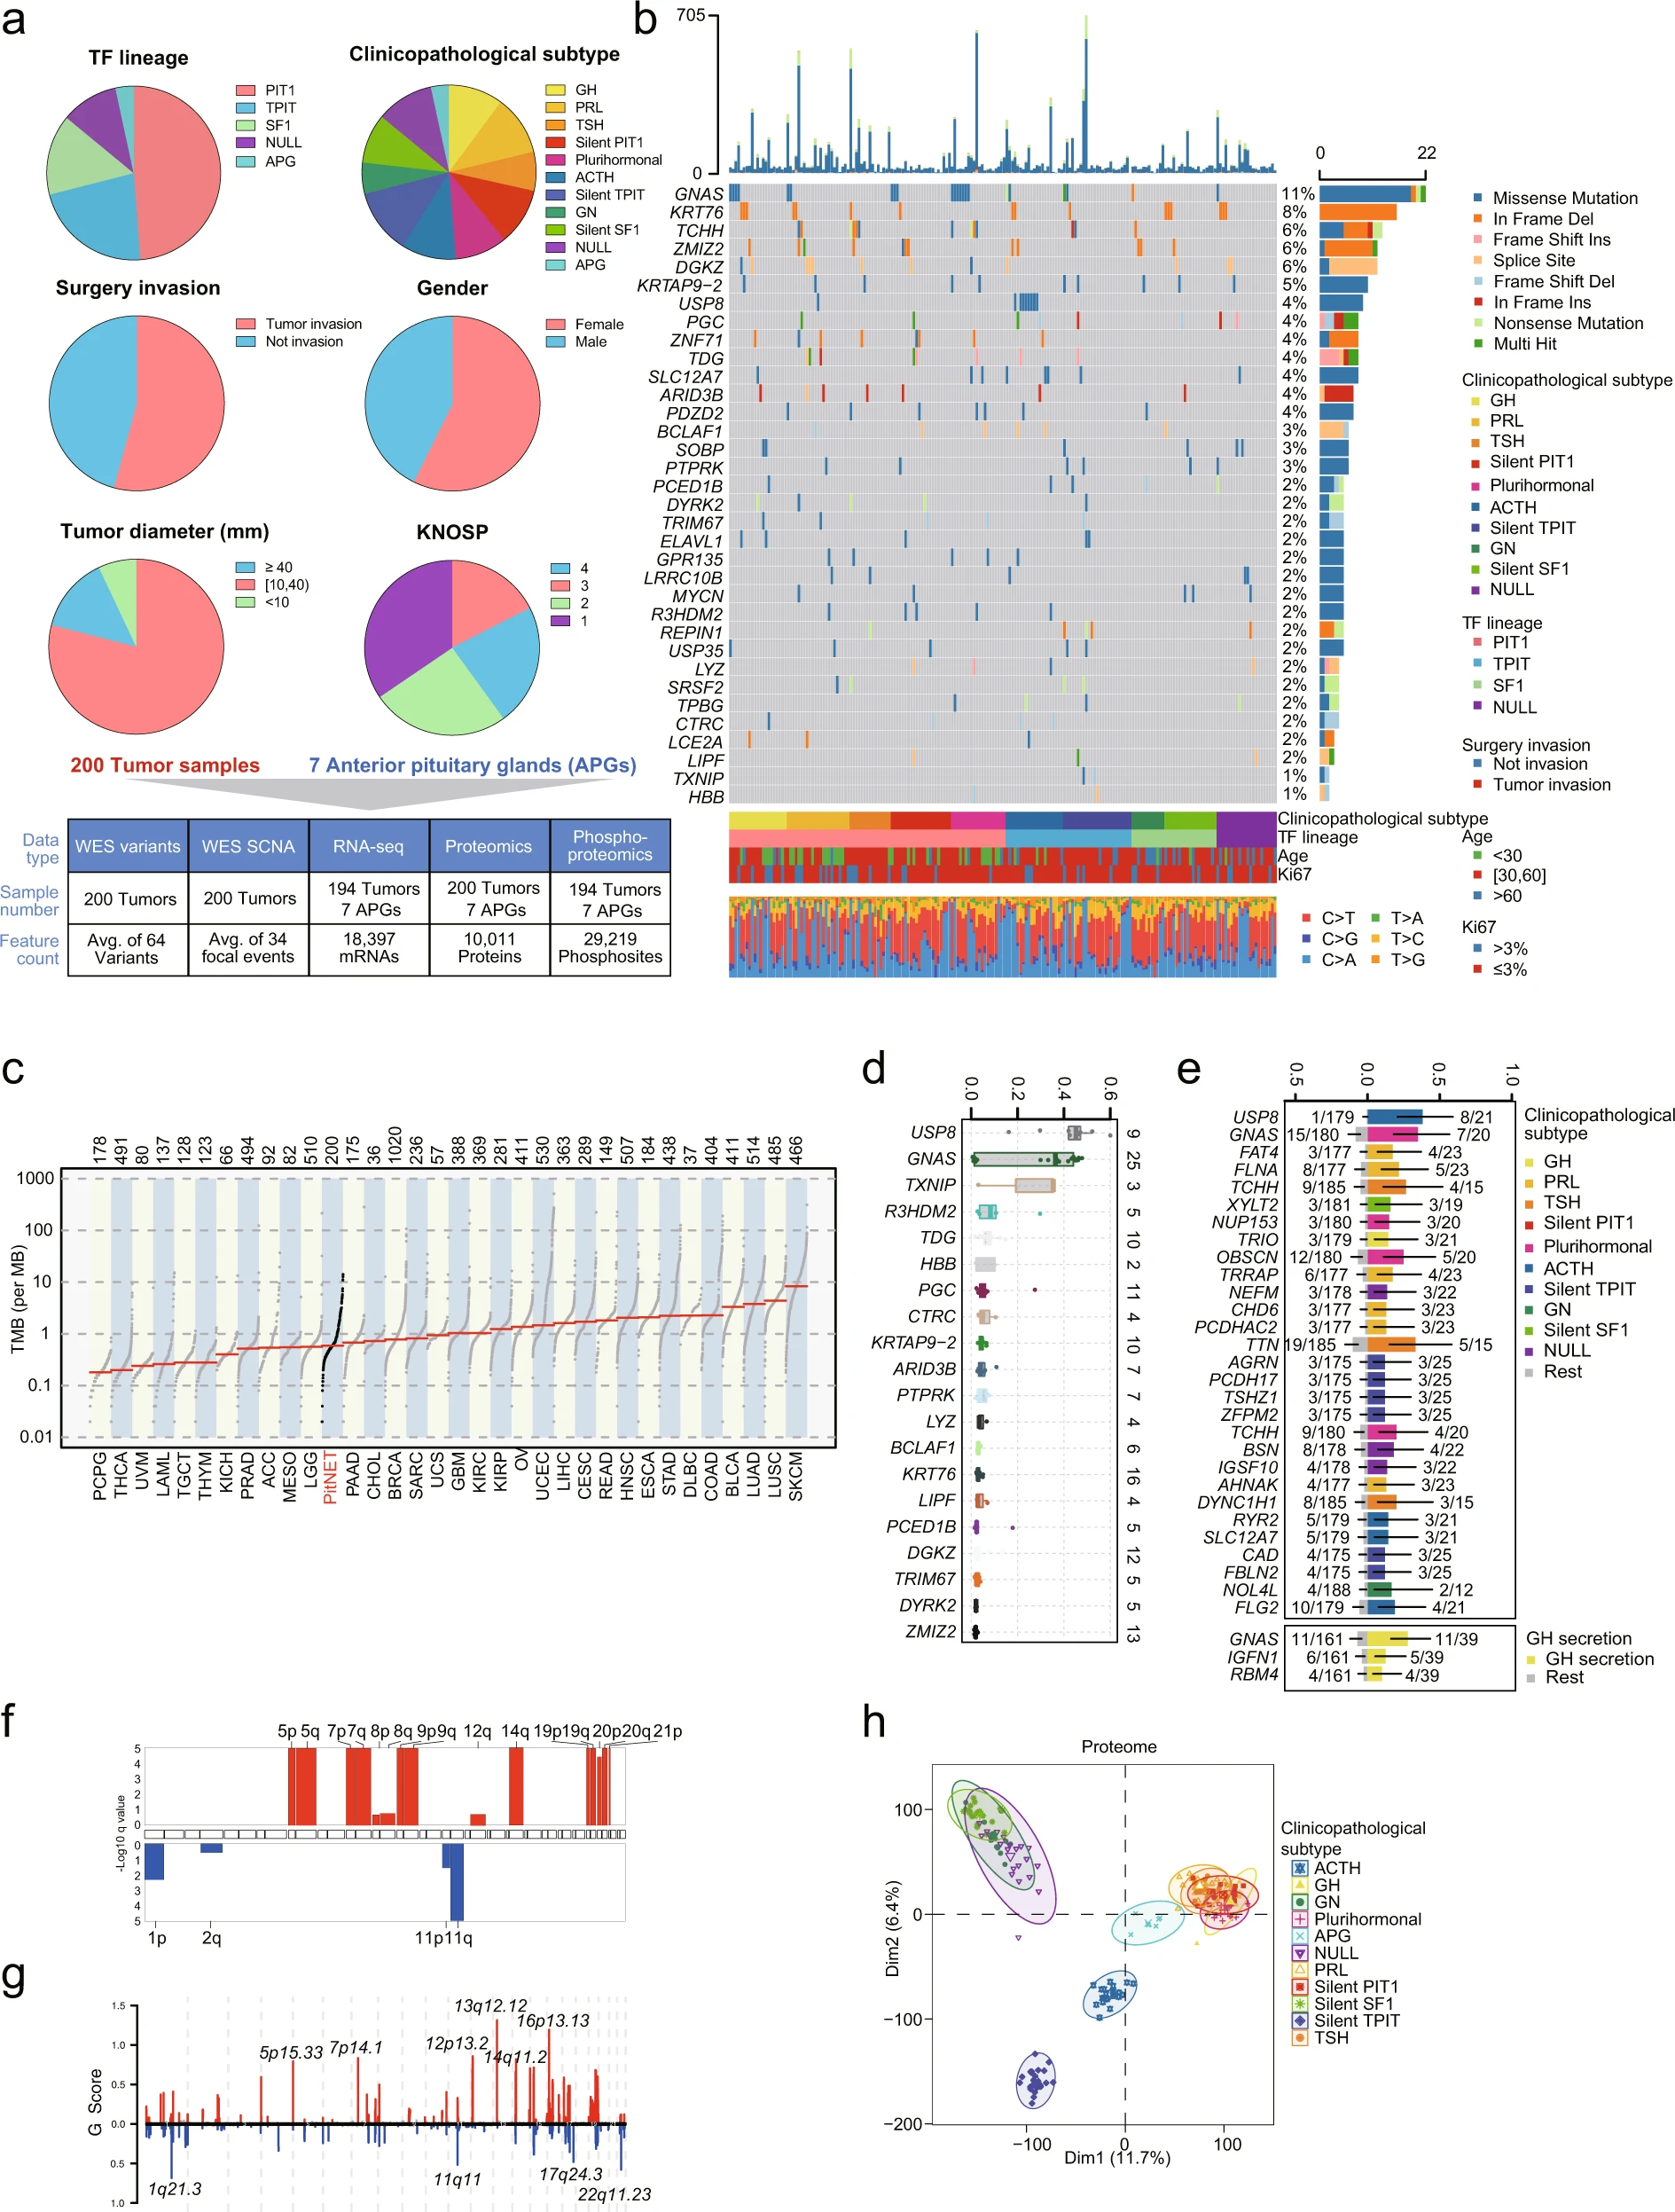 a
TF lineage
PIT1
TPIT
SF1
NULL
APG
Clinicopathological subtype
GH
PRL
TSH
Silent PIT1
Plurihormonal
ACTH
Silent TPIT
GN
Silent SF1
NULL
APG
Surgery invasion
Tumor invasion
Not invasion
Gender
Female
Male
Tumor diameter (mm)
≥ 40
[10,40)
<10
KNOSP
4
3
2
1
200 Tumor samples
7 Anterior pituitary glands (APGs)
Data type
WES variants
WES SCNA
RNA-seq
Proteomics
Phospho-proteomics
Sample number
200 Tumors
200 Tumors
194 Tumors 7 APGs
200 Tumors 7 APGs
194 Tumors 7 APGs
Feature count
Avg. of 64 Variants
Avg. of 34 focal events
18,397 mRNAs
10,011 Proteins
29,219 Phosphosites
b
705
0
0 22
GNAS 11%
KRT76 8%
TCHH 6%
ZMIZ2 6%
DGKZ 6%
KRTAP9−2 5%
USP8 4%
PGC 4%
ZNF71 4%
TDG 4%
SLC12A7 4%
ARID3B 4%
PDZD2 4%
BCLAF1 3%
SOBP 3%
PTPRK 3%
PCED1B 2%
DYRK2 2%
TRIM67 2%
ELAVL1 2%
GPR135 2%
LRRC10B 2%
MYCN 2%
R3HDM2 2%
REPIN1 2%
USP35 2%
LYZ 2%
SRSF2 2%
TPBG 2%
CTRC 2%
LCE2A 2%
LIPF 2%
TXNIP 1%
HBB 1%
Clinicopathological subtype
TF lineage
Age
Ki67
C>T T>A
C>G T>C
C>A T>G
Missense Mutation
In Frame Del
Frame Shift Ins
Splice Site
Frame Shift Del
In Frame Ins
Nonsense Mutation
Multi Hit
Clinicopathological subtype
GH
PRL
TSH
Silent PIT1
Plurihormonal
ACTH
Silent TPIT
GN
Silent SF1
NULL
TF lineage
PIT1
TPIT
SF1
NULL
Surgery invasion
Not invasion
Tumor invasion
Age
<30
[30,60]
>60
Ki67
>3%
≤3%
c
178 491 80 137 128 123 66 494 92 82 510 200 175 36 1020 236 57 388 369 281 411 530 363 289 149 507 184 438 37 404 411 514 485 466
TMB (per MB)
1000
100
10
1
0.1
0.01
PCPG THCA UVM LAML TGCT THYM KICH PRAD ACC MESO LGG PitNET PAAD CHOL BRCA SARC UCS GBM KIRC KIRP OV UCEC LIHC CESC READ HNSC ESCA STAD DLBC COAD BLCA LUAD LUSC SKCM
d
0.0 0.2 0.4 0.6
USP8 9
GNAS 25
TXNIP 3
R3HDM2 5
TDG 10
HBB 2
PGC 11
CTRC 4
KRTAP9−2 10
ARID3B 7
PTPRK 7
LYZ 4
BCLAF1 6
KRT76 16
LIPF 4
PCED1B 5
DGKZ 12
TRIM67 5
DYRK2 5
ZMIZ2 13
e
0.5 0.0 0.5 1.0
USP8 1/179 8/21
GNAS 15/180 7/20
FAT4 3/177 4/23
FLNA 8/177 5/23
TCHH 9/185 4/15
XYLT2 3/181 3/19
NUP153 3/180 3/20
TRIO 3/179 3/21
OBSCN 12/180 5/20
TRRAP 6/177 4/23
NEFM 3/178 3/22
CHD6 3/177 3/23
PCDHAC2 3/177 3/23
TTN 19/185 5/15
AGRN 3/175 3/25
PCDH17 3/175 3/25
TSHZ1 3/175 3/25
ZFPM2 3/175 3/25
TCHH 9/180 4/20
BSN 8/178 4/22
IGSF10 4/178 3/22
AHNAK 4/177 3/23
DYNC1H1 8/185 3/15
RYR2 5/179 3/21
SLC12A7 5/179 3/21
CAD 4/175 3/25
FBLN2 4/175 3/25
NOL4L 4/188 2/12
FLG2 10/179 4/21
GNAS 11/161 11/39
IGFN1 6/161 5/39
RBM4 4/161 4/39
Clinicopathological
subtype
GH
PRL
TSH
Silent PIT1
Plurihormonal
ACTH
Silent TPIT
GN
Silent SF1
NULL
Rest
GH secretion
GH secretion
Rest
f
5p 5q 7p7q 8p 8q 9p9q 12q 14q 19p19q 20p20q 21p
-Log10 q value
5
4
3
2
1
0
0
1
2
3
4
5
1p 2q 11p11q
g
G Score
1.5
1.0
0.5
0.0
0.5
1.0
13q12.12
16p13.13
12p13.2
5p15.33
7p14.1
14q11.2
1q21.3
11q11
17q24.3
22q11.23
h
Proteome
Dim2 (6.4%)
100
0
−100
−200
−100 0 100
Dim1 (11.7%)
Clinicopathological
subtype
ACTH
GH
GN
Plurihormonal
APG
NULL
PRL
Silent PIT1
Silent SF1
Silent TPIT
TSH